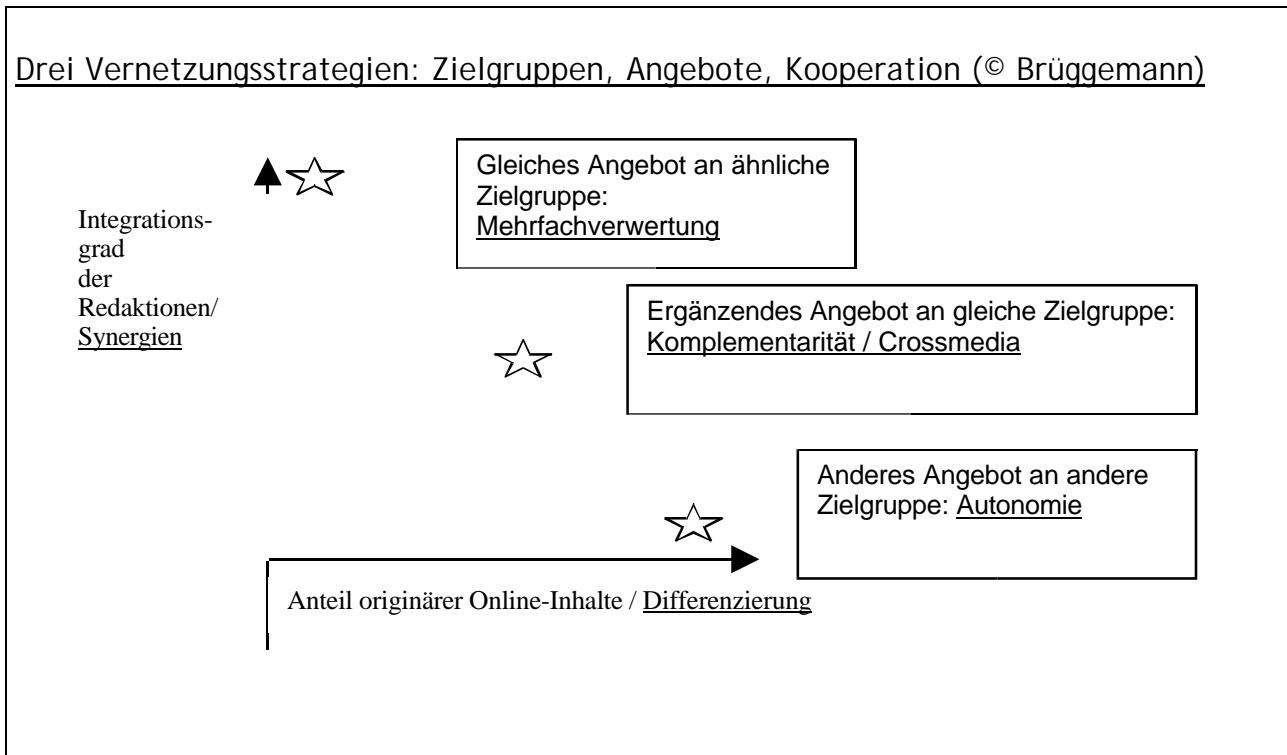 Drei Vernetzungsstrategien: Zielgruppen, Angebote, Kooperation (© Brüggemann)
Gleiches Angebot an ähnliche
Zielgruppe:
Mehrfachverwertung
Integrations-
grad
der
Redaktionen/
Synergien
Ergänzendes Angebot an gleiche Zielgruppe:
Komplementarität / Crossmedia
Anderes Angebot an andere
Zielgruppe: Autonomie
Anteil originärer Online-Inhalte / Differenzierung